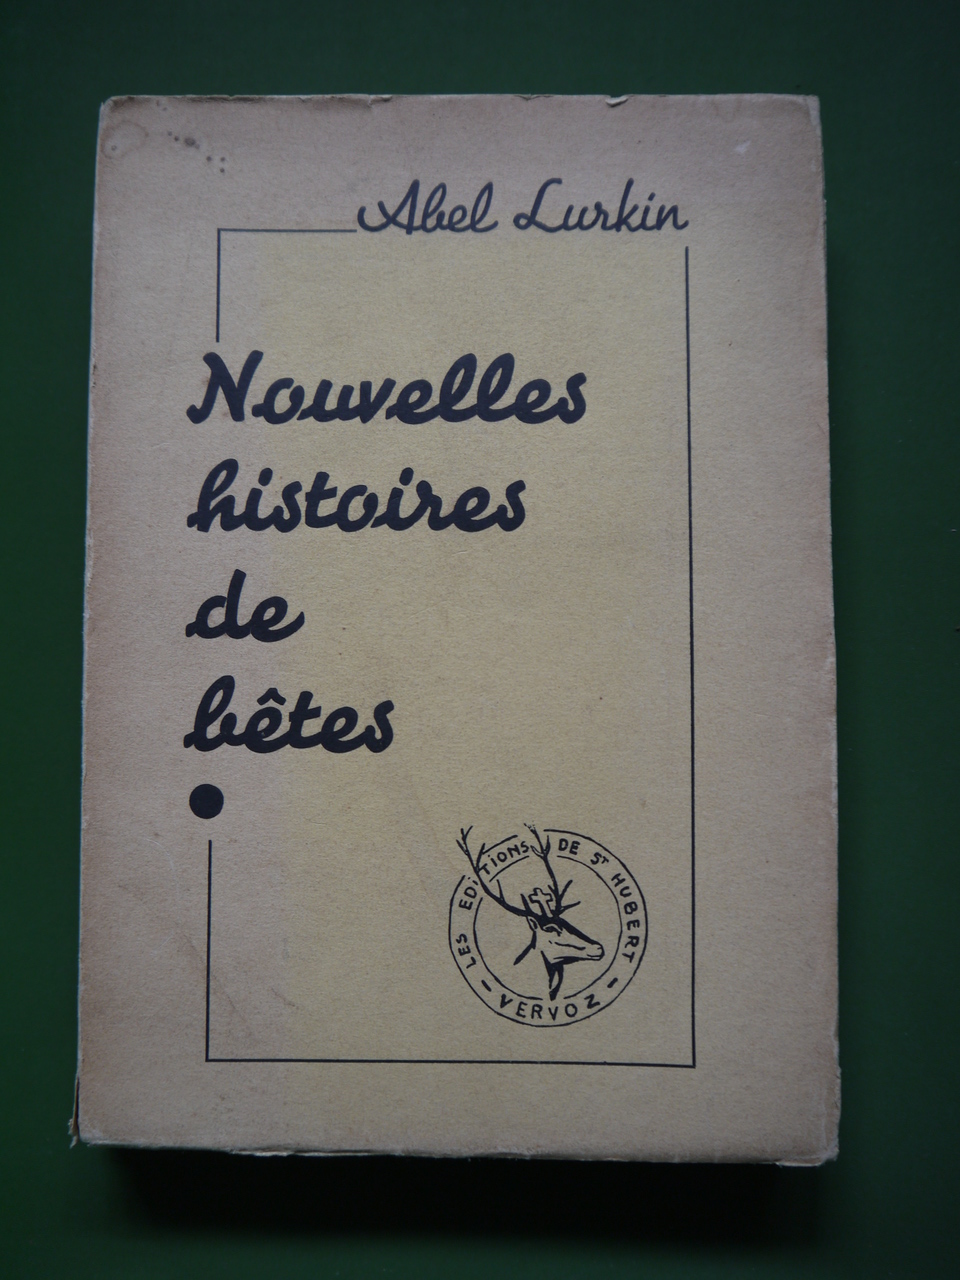 Abel Lurkin
Nouvelles
histoires
de
bêtes
LES EDITIONS DE ST HUBERT
- VERVOZ -